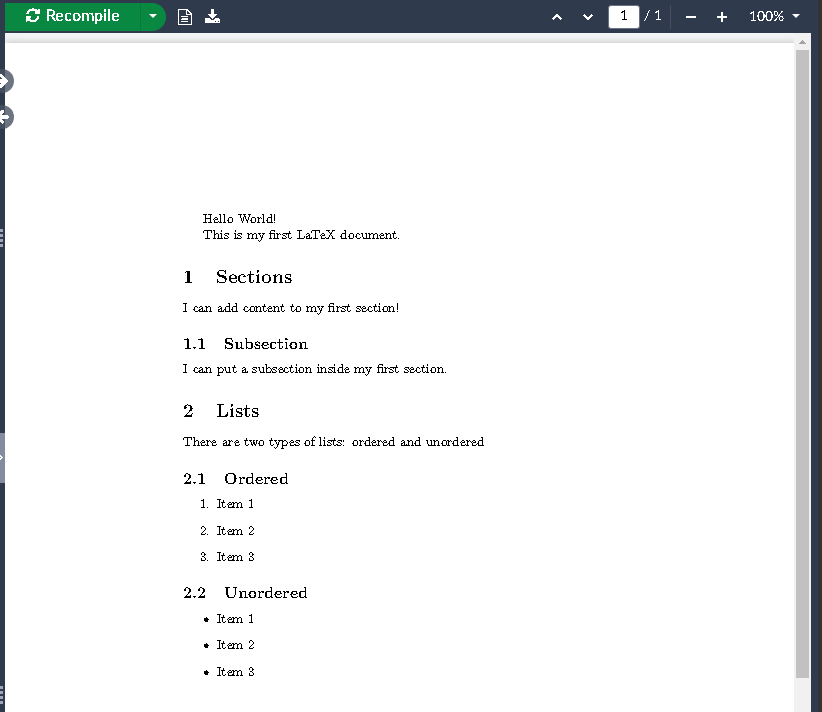 Recompile
1 / 1
100%
Hello World!
This is my first LaTeX document.
1 Sections
I can add content to my first section!
1.1 Subsection
I can put a subsection inside my first section.
2 Lists
There are two types of lists: ordered and unordered
2.1 Ordered
1. Item 1
2. Item 2
3. Item 3
2.2 Unordered
• Item 1
• Item 2
• Item 3